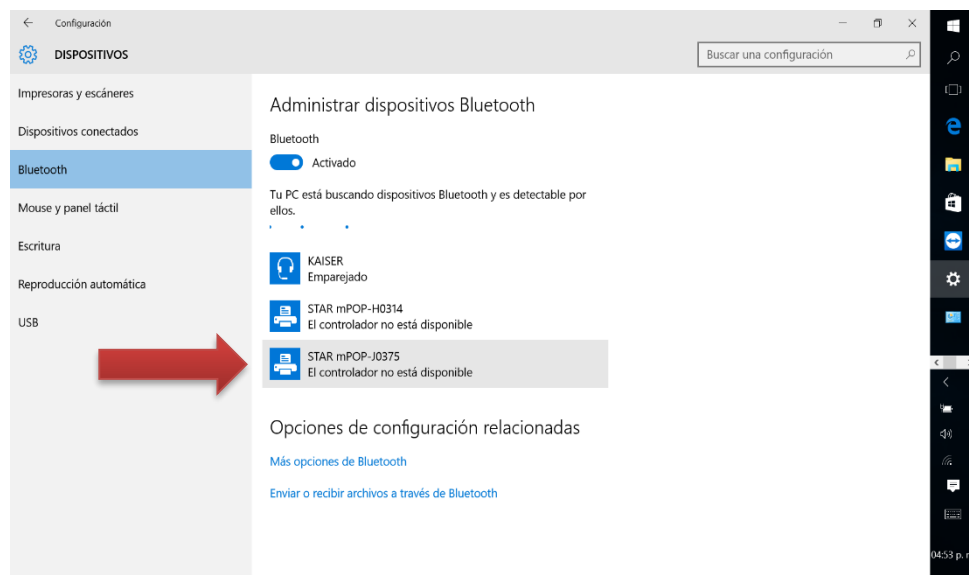 Configuración
DISPOSITIVOS
Buscar una configuración
Impresoras y escáneres
Dispositivos conectados
Bluetooth
Mouse y panel táctil
Escritura
Reproducción automática
USB
Administrar dispositivos Bluetooth
Bluetooth
Activado
Tu PC está buscando dispositivos Bluetooth y es detectable por
ellos.
KAISER
Emparejado
STAR mPOP-H0314
El controlador no está disponible
STAR mPOP-J0375
El controlador no está disponible
Opciones de configuración relacionadas
Más opciones de Bluetooth
Enviar o recibir archivos a través de Bluetooth
04:53 p.